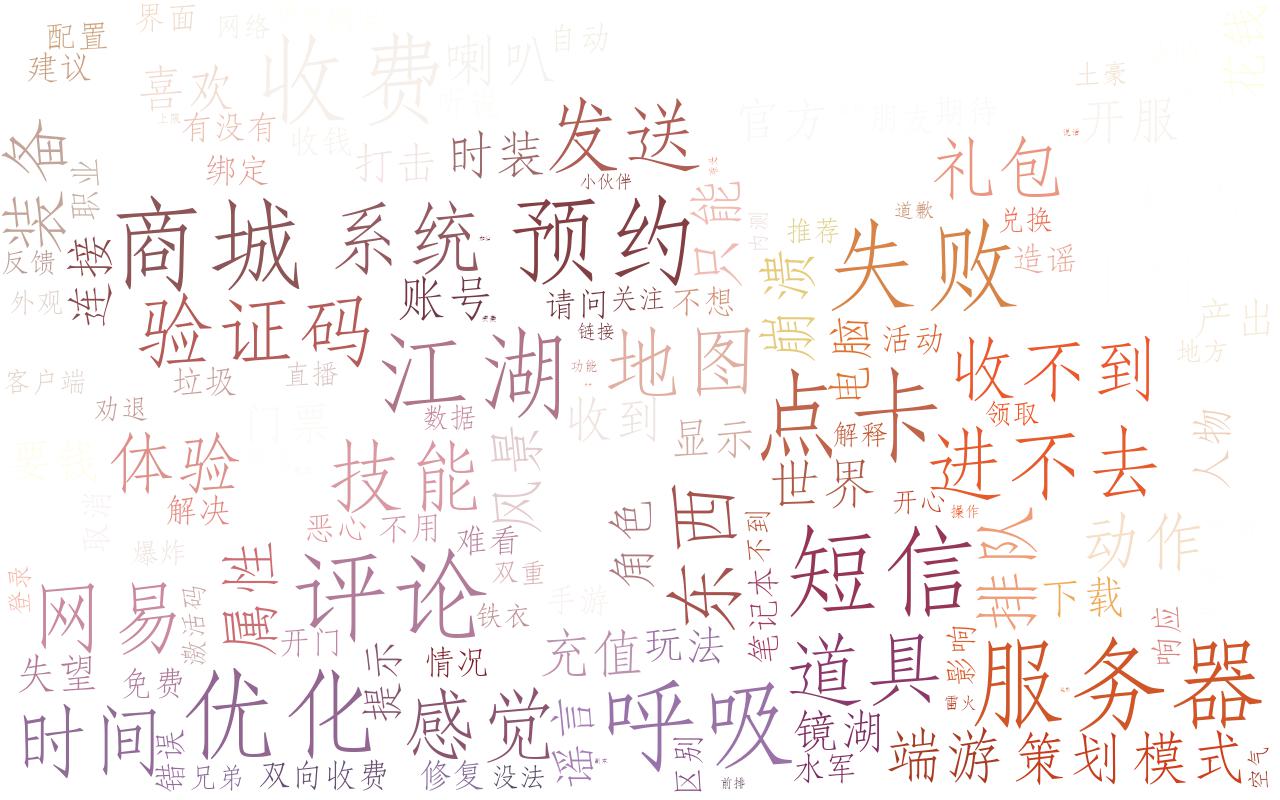 配置
界面
网络
建议
喜欢
收费
喇叭
自动
听说
上限
有没有
收钱
绑定
打击
时装
发送
小伙伴
官方
朋友
期待
土豪
开服
花钱
礼包
装备
职业
反馈
外观
连接
商城
系统
预约
只能
内测
推荐
道歉
兑换
造谣
失败
崩溃
账号
请问
关注
不想
链接
验证码
江湖
地图
功能
电脑
活动
产出
地方
客户端
垃圾
直播
劝退
数据
收到
显示
点卡
解释
收不到
领取
进不去
人物
体验
技能
风景
世界
开心
操作
解决
取消
恶心
不用
难看
爆炸
双重
角色
东西
不到
笔记本
短信
排队
动作
下载
登录
网易
激活码
属性
评论
铁衣
手游
开门
充值
玩法
失望
免费
提示
情况
道具
影响
响应
服务器
时间
错误
优化
感觉
谣言
呼吸
镜湖
雷火
兄弟
双向收费
修复
没法
区别
前排
水军
端游
策划
模式
空气